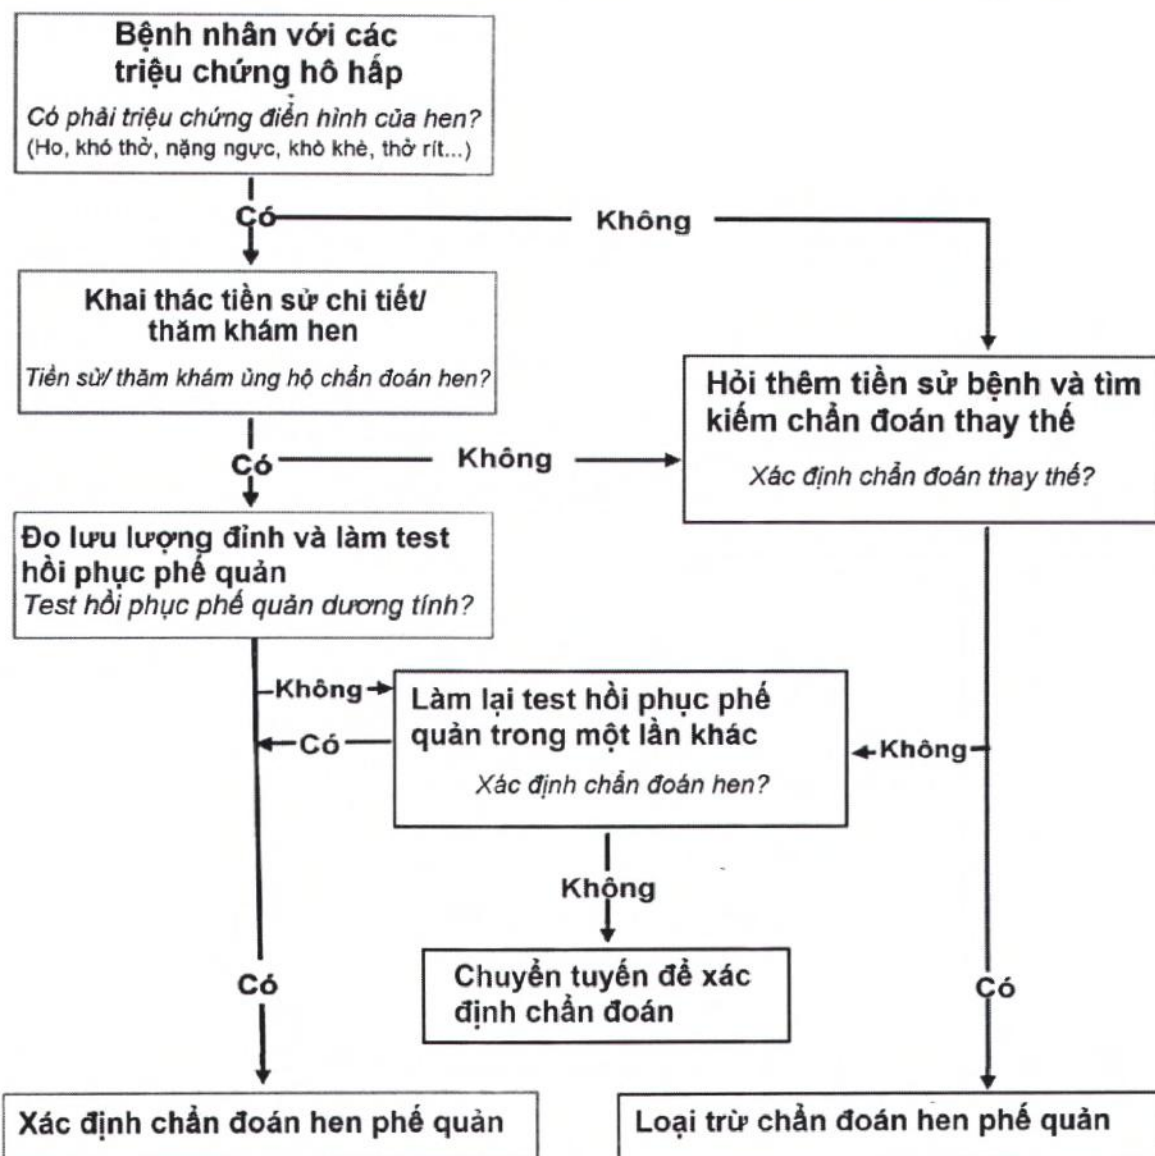 Bệnh nhân với các
triệu chứng hô hấp
Có phải triệu chứng điển hình của hen?
(Ho, khó thở, nặng ngực, khò khè, thở rít...)
Có
Không
Khai thác tiền sử chi tiết/
thăm khám hen
Tiền sử/ thăm khám ủng hộ chẩn đoán hen?
Hỏi thêm tiền sử bệnh và tìm
kiếm chẩn đoán thay thế
Xác định chẩn đoán thay thế?
Có
Không
Đo lưu lượng đỉnh và làm test
hồi phục phế quản
Test hồi phục phế quản dương tính?
Không
Có
Làm lại test hồi phục phế
quản trong một lần khác
Xác định chẩn đoán hen?
Không
Không
Chuyển tuyến để xác
định chẩn đoán
Có
Có
Xác định chẩn đoán hen phế quản
Loại trừ chẩn đoán hen phế quản